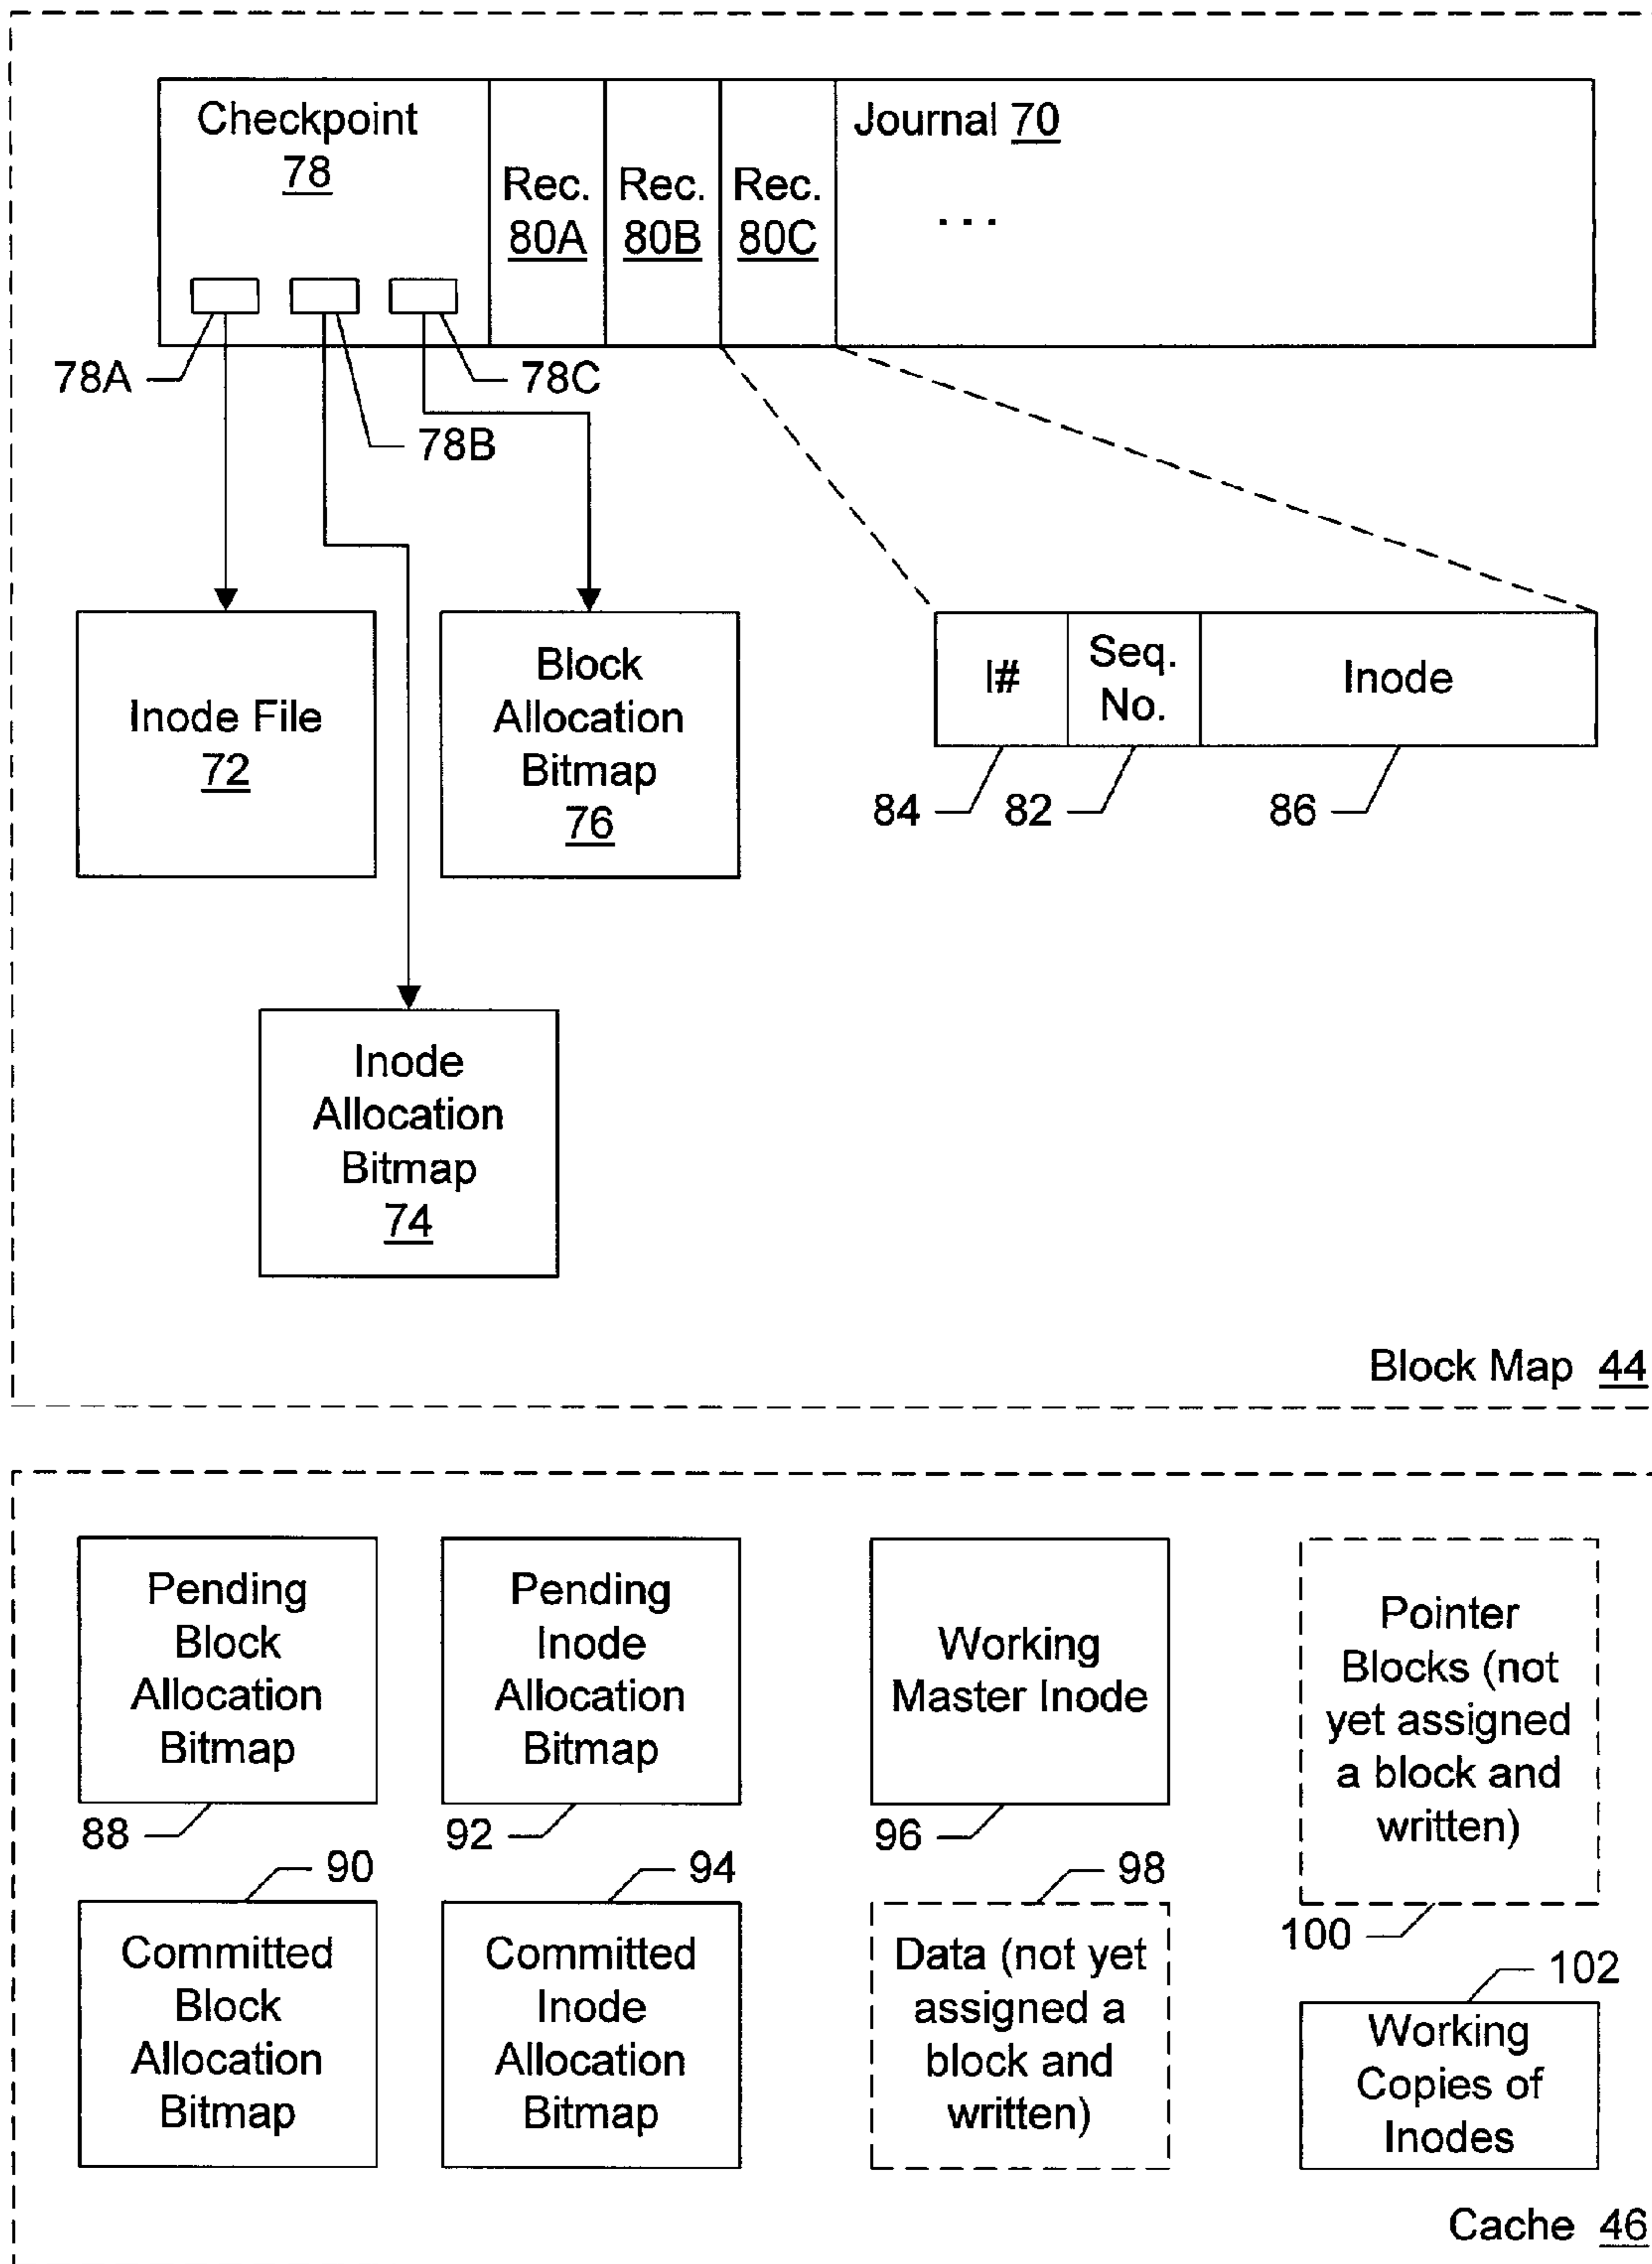 Checkpoint
78
Rec.
80A
Rec.
80B
Rec.
80C
Journal 70
...
78A
78B
78C
Inode File
72
Block
Allocation
Bitmap
76
I#
Seq.
No.
Inode
84
82
86
Inode
Allocation
Bitmap
74
Block Map 44
Pending
Block
Allocation
Bitmap
88
Pending
Inode
Allocation
Bitmap
92
Working
Master Inode
96
Pointer
Blocks (not
yet assigned
a block and
written)
100
90
Committed
Block
Allocation
Bitmap
94
Committed
Inode
Allocation
Bitmap
98
Data (not yet
assigned a
block and
written)
102
Working
Copies of
Inodes
Cache 46